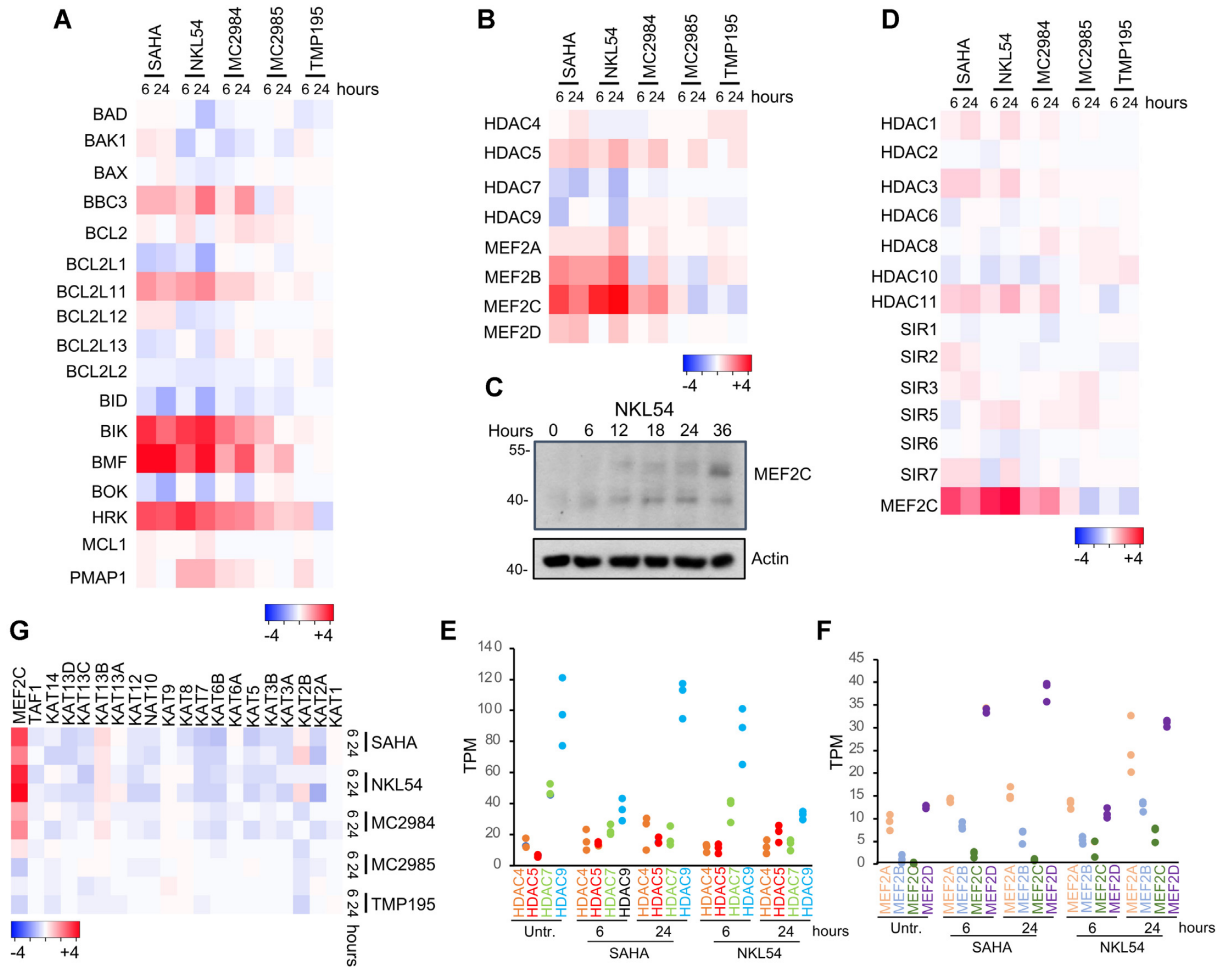 A
SAHA NKL54 MC2984 MC2985 TMP195
6 24 6 24 6 24 6 24 6 24 hours
BAD
BAK1
BAX
BBC3
BCL2
BCL2L1
BCL2L11
BCL2L12
BCL2L13
BCL2L2
BID
BIK
BMF
BOK
HRK
MCL1
PMAP1
-4 +4
B
SAHA NKL54 MC2984 MC2985 TMP195
6 24 6 24 6 24 6 24 6 24 hours
HDAC4
HDAC5
HDAC7
HDAC9
MEF2A
MEF2B
MEF2C
MEF2D
-4 +4
C
NKL54
Hours 0 6 12 18 24 36
55-
MEF2C
40-
Actin
40-
D
SAHA NKL54 MC2984 MC2985 TMP195
6 24 6 24 6 24 6 24 6 24 hours
HDAC1
HDAC2
HDAC3
HDAC6
HDAC8
HDAC10
HDAC11
SIR1
SIR2
SIR3
SIR5
SIR6
SIR7
MEF2C
-4 +4
G
MEF2C TAF1 KAT14 KAT13D KAT13C KAT13B KAT13A KAT12 NAT10 KAT9 KAT8 KAT7 KAT6B KAT6A KAT5 KAT3B KAT3A KAT2B KAT2A KAT1
6 24 SAHA
6 24 NKL54
6 24 MC2984
6 24 MC2985
6 24 TMP195
hours
-4 +4
E
TPM
140
120
100
80
60
40
20
0
HDAC4 HDAC5 HDAC7 HDAC9 HDAC4 HDAC5 HDAC7 HDAC9 HDAC4 HDAC5 HDAC7 HDAC9 HDAC4 HDAC5 HDAC7 HDAC9 HDAC4 HDAC5 HDAC7 HDAC9
Untr. 6 24 6 24 hours
SAHA NKL54
F
TPM
45
40
35
30
25
20
15
10
5
0
MEF2A MEF2B MEF2C MEF2D MEF2A MEF2B MEF2C MEF2D MEF2A MEF2B MEF2C MEF2D MEF2A MEF2B MEF2C MEF2D MEF2A MEF2B MEF2C MEF2D
Untr. 6 24 6 24 hours
SAHA NKL54